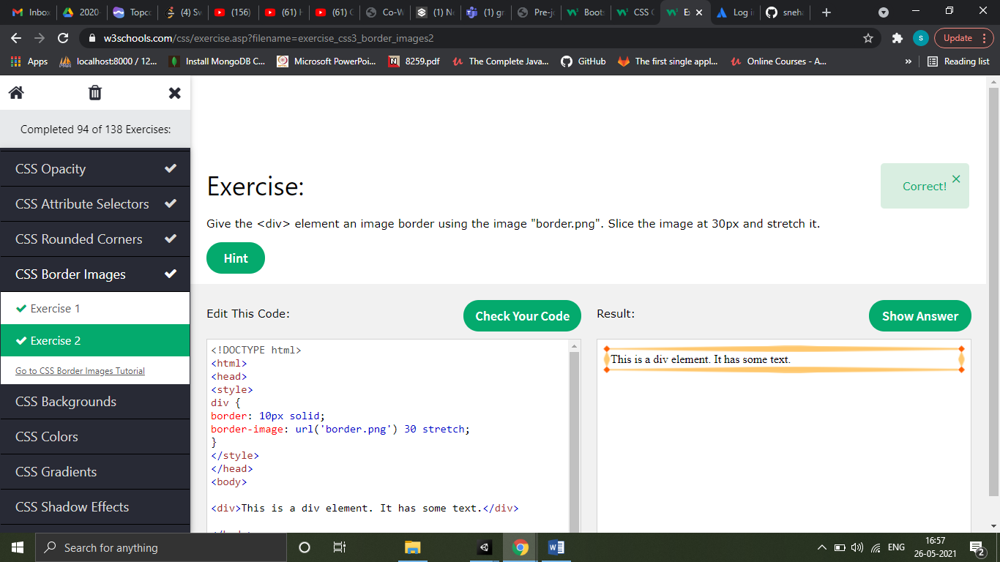 Inbox
2020-
Topco
(4) Sv
(156)
(61) H
(61) C
Co-W
(1) N
(1) gr
Pre-jo
Boots
CSS C
Ex
Log i
sneha
w3schools.com/css/exercise.asp?filename=exercise_css3_border_images2
S
Update
Apps
localhost:8000 / 12...
Install MongoDB C...
Microsoft PowerPoi...
8259.pdf
The Complete Java...
GitHub
The first single appl...
Online Courses - A...
»
Reading list
Completed 94 of 138 Exercises:
CSS Opacity
CSS Attribute Selectors
CSS Rounded Corners
CSS Border Images
Exercise 1
Exercise 2
Go to CSS Border Images Tutorial
CSS Backgrounds
CSS Colors
CSS Gradients
CSS Shadow Effects
Exercise:
Correct!
Give the <div> element an image border using the image "border.png". Slice the image at 30px and stretch it.
Hint
Edit This Code:
Check Your Code
Result:
Show Answer
<!DOCTYPE html>
<html>
<head>
<style>
div {
border: 10px solid;
border-image: url('border.png') 30 stretch;
}
</style>
</head>
<body>
<div>This is a div element. It has some text.</div>
This is a div element. It has some text.
Search for anything
ENG
16:57
26-05-2021
2